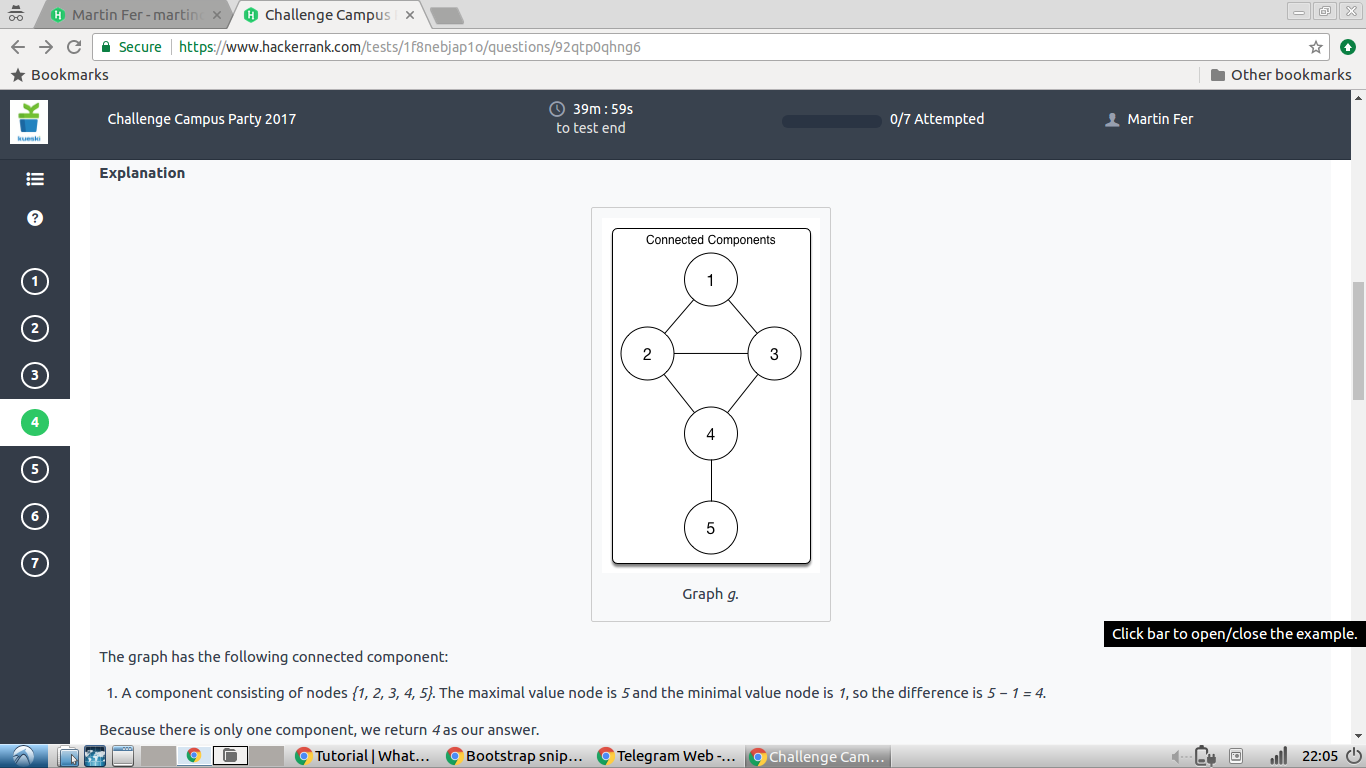 Martin Fer - martin
Challenge Campus
Secure
https://www.hackerrank.com/tests/1f8nebjap1o/questions/92qtp0qhng6
Bookmarks
Other bookmarks
kueski
Challenge Campus Party 2017
39m : 59s
to test end
0/7 Attempted
Martin Fer
Explanation
?
1
2
3
4
5
6
7
Connected Components
1
2
3
4
5
Graph g.
Click bar to open/close the example.
The graph has the following connected component:
1. A component consisting of nodes {1, 2, 3, 4, 5}. The maximal value node is 5 and the minimal value node is 1, so the difference is 5 − 1 = 4.
Because there is only one component, we return 4 as our answer.
Tutorial | What...
Bootstrap snip...
Telegram Web -...
Challenge Cam...
22:05